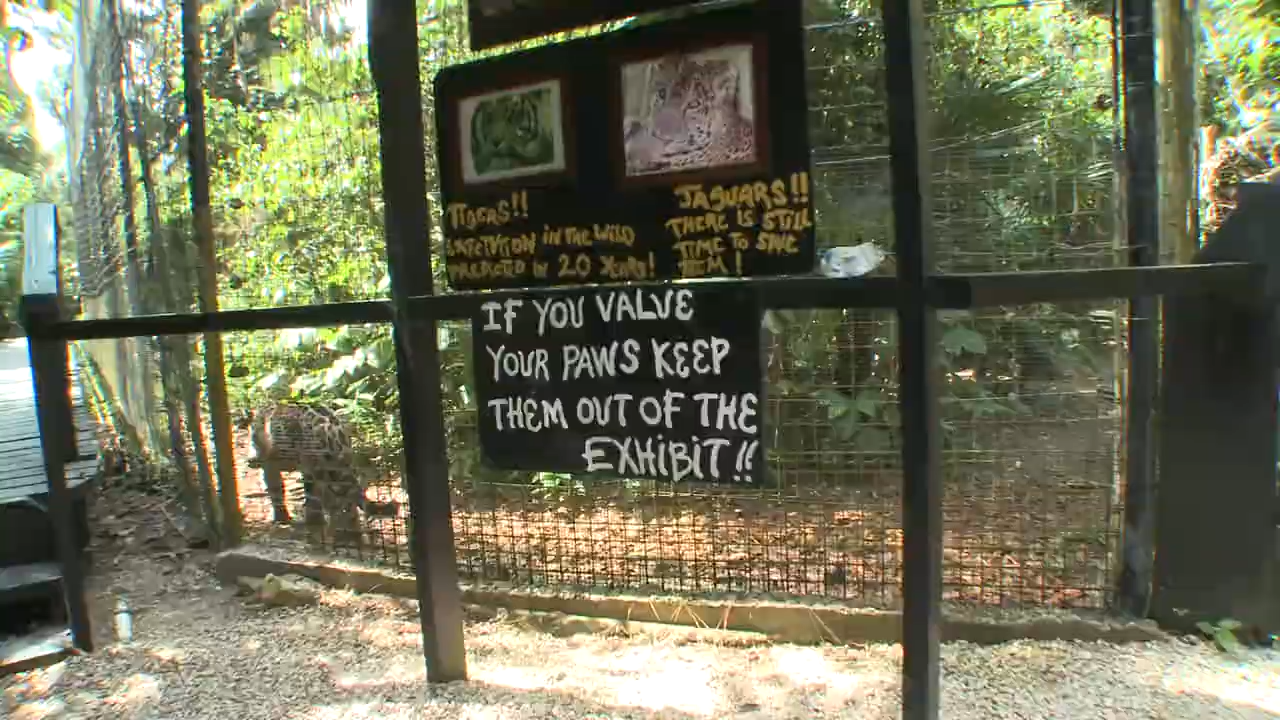 TIGERS!!
EXTINCTION IN THE WILD
PREDICTED IN 20 YEARS!
JAGUARS!!
THERE IS STILL
TIME TO SAVE
TEM!
IF YOU VALUE
YOUR PAWS KEEP
THEM OUT OF THE
EXHIBIT!!